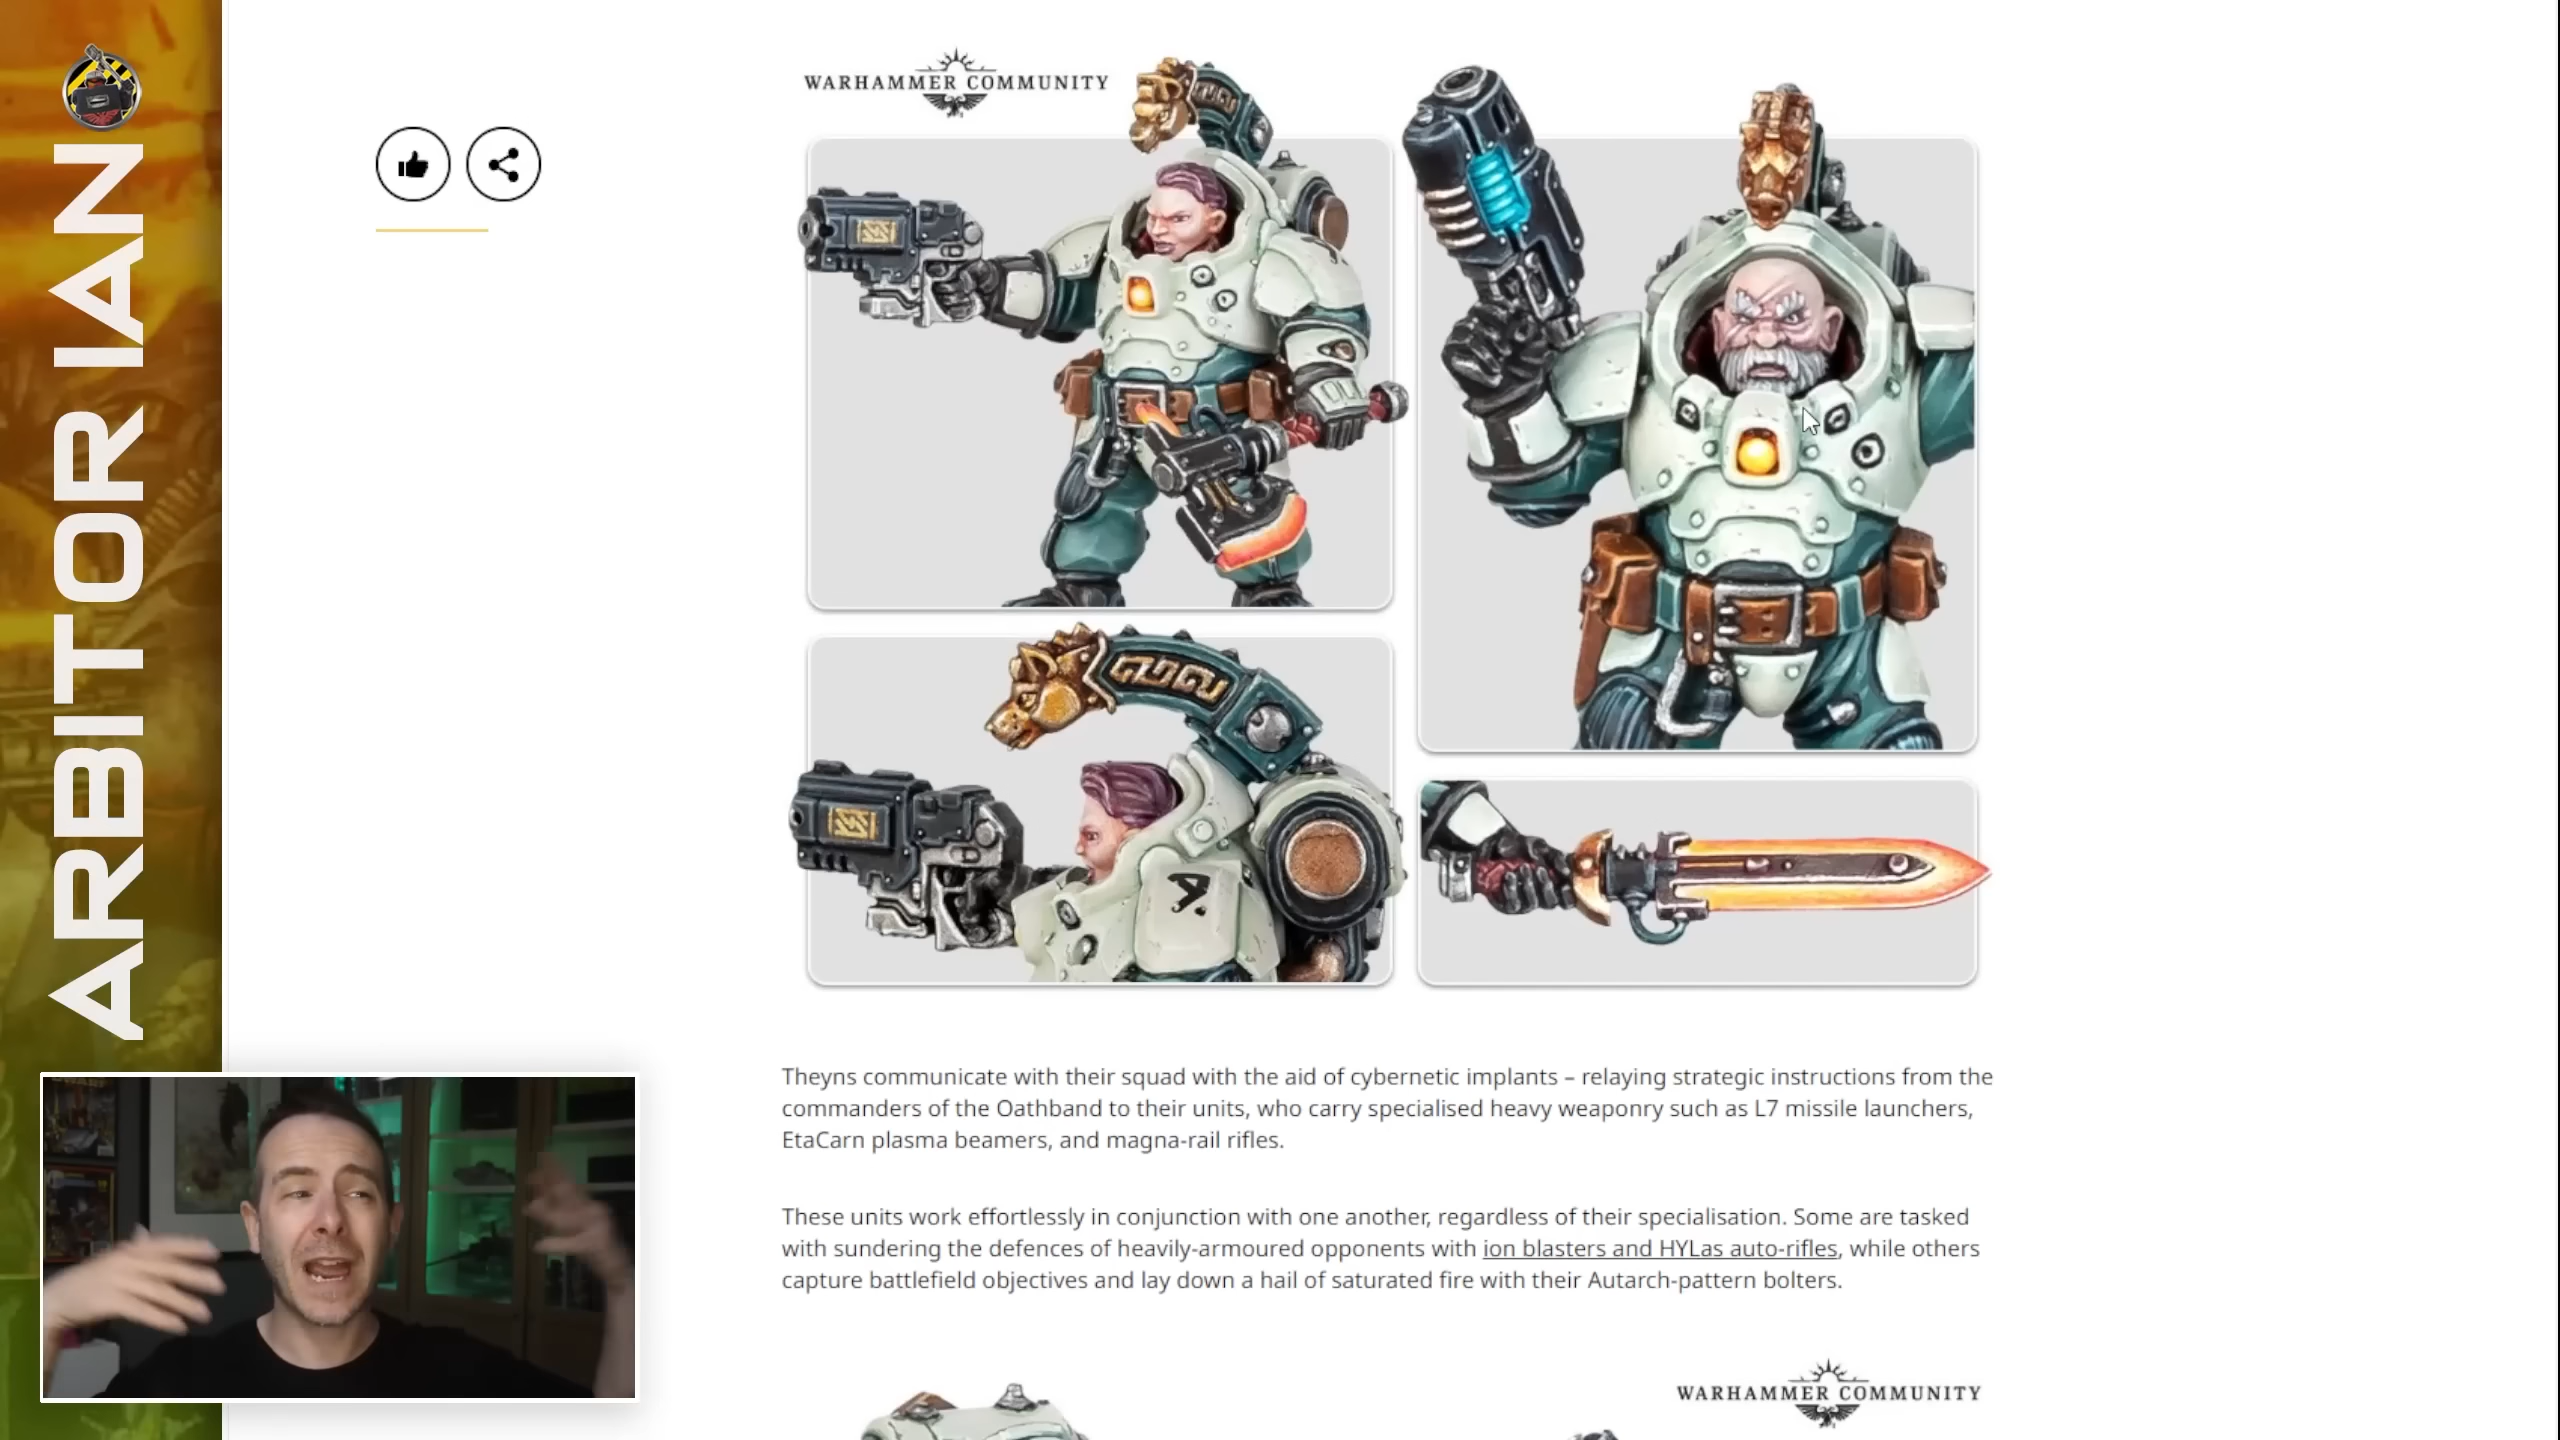 ARBITOR IAN
WARHAMMER COMMUNITY
Theyns communicate with their squad with the aid of cybernetic implants – relaying strategic instructions from the
commanders of the Oathband to their units, who carry specialised heavy weaponry such as L7 missile launchers,
EtaCarn plasma beamers, and magna-rail rifles.
These units work effortlessly in conjunction with one another, regardless of their specialisation. Some are tasked
with sundering the defences of heavily-armoured opponents with ion blasters and HYLas auto-rifles, while others
capture battlefield objectives and lay down a hail of saturated fire with their Autarch-pattern bolters.
WARHAMMER COMMUNITY